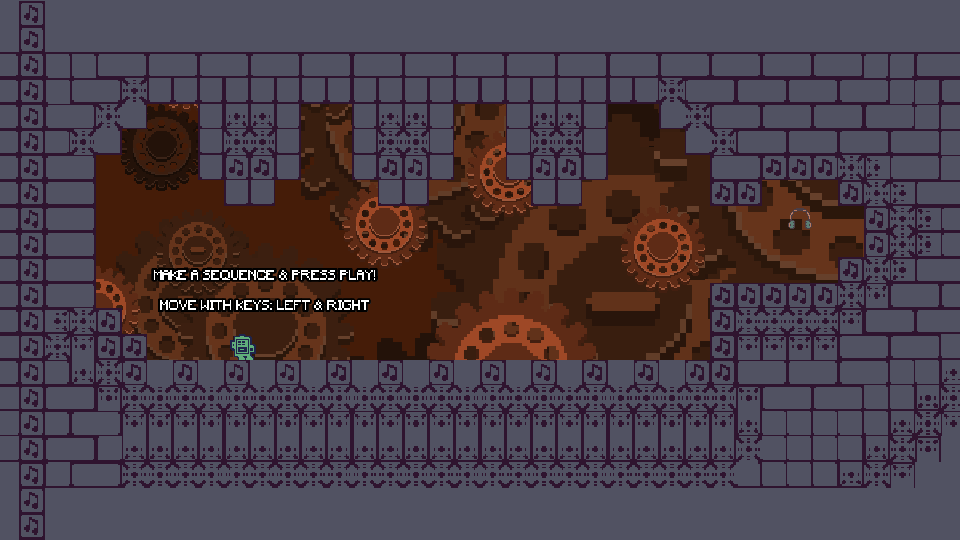 MAKE A SEQUENCE & PRESS PLAY!
MOVE WITH KEYS: LEFT & RIGHT